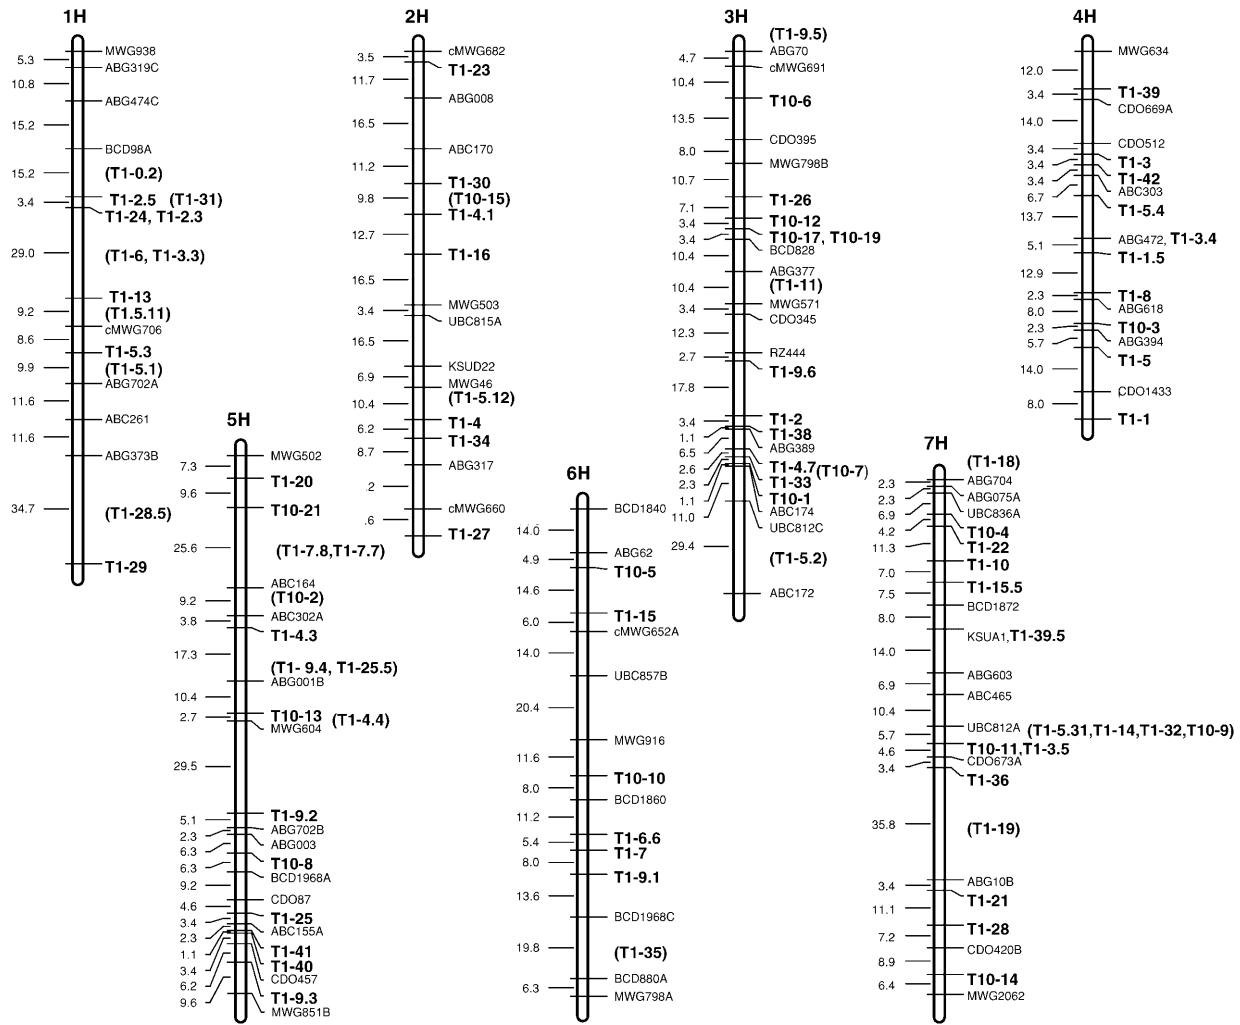 1H
MWG938
5.3
ABG319C
10.8
ABG474C
15.2
BCD98A
15.2
(T1-0.2)
T1-2.5 (T1-31)
3.4
T1-24, T1-2.3
29.0
(T1-6, T1-3.3)
T1-13
9.2
(T1.5.11)
cMWG706
8.6
T1-5.3
9.9
(T1-5.1)
ABG702A
11.6
ABC261
11.6
ABG373B
34.7
(T1-28.5)
T1-29
2H
cMWG682
3.5
T1-23
11.7
ABG008
16.5
ABC170
11.2
T1-30
9.8
(T10-15)
T1-4.1
12.7
T1-16
16.5
MWG503
3.4
UBC815A
16.5
KSUD22
6.9
MWG46
(T1-5.12)
10.4
T1-4
6.2
T1-34
8.7
ABG317
.2
cMWG660
.6
T1-27
3H
(T1-9.5)
ABG70
4.7
cMWG691
10.4
T10-6
13.5
CDO395
8.0
MWG798B
10.7
T1-26
7.1
T10-12
3.4
T10-17, T10-19
3.4
BCD828
10.4
ABG377
10.4
(T1-11)
MWG571
3.4
CDO345
12.3
RZ444
2.7
T1-9.6
17.8
T1-2
3.4
T1-38
1.1
ABG389
6.5
T1-4.7(T10-7)
2.6
T1-33
2.3
T10-1
1.1
ABC174
11.0
UBC812C
29.4
(T1-5.2)
ABC172
4H
MWG634
12.0
T1-39
3.4
CDO669A
14.0
CDO512
3.4
T1-3
3.4
T1-42
3.4
ABC303
6.7
T1-5.4
13.7
ABG472, T1-3.4
5.1
T1-1.5
12.9
T1-8
2.3
ABG618
8.0
T10-3
2.3
ABG394
5.7
T1-5
14.0
CDO1433
8.0
T1-1
5H
MWG502
7.3
T1-20
9.6
T10-21
25.6
(T1-7.8,T1-7.7)
ABC164
9.2
(T10-2)
ABC302A
3.8
T1-4.3
17.3
(T1- 9.4, T1-25.5)
ABG001B
10.4
T10-13 (T1-4.4)
2.7
MWG604
29.5
T1-9.2
5.1
ABG702B
2.3
ABG003
6.3
T10-8
6.3
BCD1968A
9.2
CDO87
4.6
T1-25
3.4
ABC155A
2.3
T1-41
1.1
T1-40
3.4
CDO457
6.2
T1-9.3
9.6
MWG851B
6H
BCD1840
14.0
ABG62
4.9
T10-5
14.6
T1-15
6.0
cMWG652A
14.0
UBC857B
20.4
MWG916
11.6
T10-10
8.0
BCD1860
11.2
T1-6.6
5.4
T1-7
8.0
T1-9.1
13.6
BCD1968C
19.8
(T1-35)
BCD880A
6.3
MWG798A
7H
(T1-18)
ABG704
2.3
ABG075A
2.3
UBC836A
6.9
T10-4
4.2
T1-22
11.3
T1-10
7.0
T1-15.5
7.5
BCD1872
8.0
KSUA1,T1-39.5
14.0
ABG603
6.9
ABC465
10.4
UBC812A (T1-5.31,T1-14,T1-32,T10-9)
5.7
T10-11,T1-3.5
4.6
CDO673A
3.4
T1-36
35.8
(T1-19)
ABG10B
3.4
T1-21
11.1
T1-28
7.2
CDO420B
8.9
T10-14
6.4
MWG2062